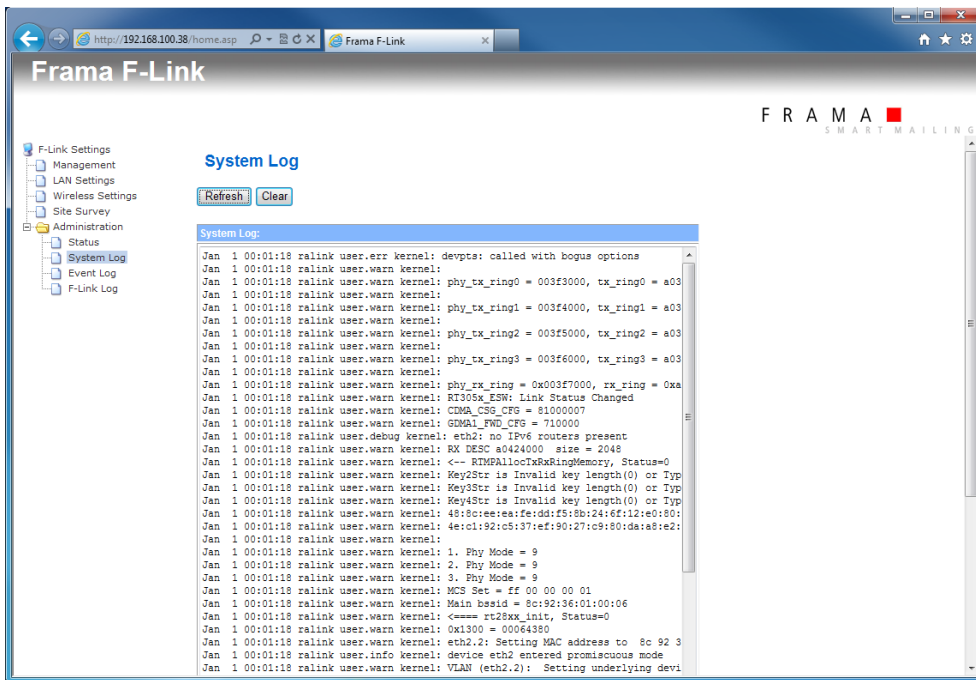 http://192.168.100.38/home.asp
Frama F-Link
Frama F-Link
FRAMA
SMART MAILING
F-Link Settings
Management
LAN Settings
Wireless Settings
Site Survey
Administration
Status
System Log
Event Log
F-Link Log
System Log
Refresh Clear
System Log:
Jan  1 00:01:18 ralink user.err kernel: devpts: called with bogus options
Jan  1 00:01:18 ralink user.warn kernel:
Jan  1 00:01:18 ralink user.warn kernel: phy_tx_ring0 = 003f3000, tx_ring0 = a03
Jan  1 00:01:18 ralink user.warn kernel:
Jan  1 00:01:18 ralink user.warn kernel: phy_tx_ring1 = 003f4000, tx_ring1 = a03
Jan  1 00:01:18 ralink user.warn kernel:
Jan  1 00:01:18 ralink user.warn kernel: phy_tx_ring2 = 003f5000, tx_ring2 = a03
Jan  1 00:01:18 ralink user.warn kernel:
Jan  1 00:01:18 ralink user.warn kernel: phy_tx_ring3 = 003f6000, tx_ring3 = a03
Jan  1 00:01:18 ralink user.warn kernel:
Jan  1 00:01:18 ralink user.warn kernel: phy_rx_ring = 0x003f7000, rx_ring = 0xa
Jan  1 00:01:18 ralink user.warn kernel: RT305x_ESW: Link Status Changed
Jan  1 00:01:18 ralink user.warn kernel: CDMA_CSG_CFG = 81000007
Jan  1 00:01:18 ralink user.warn kernel: GDMA1_FWD_CFG = 710000
Jan  1 00:01:18 ralink user.debug kernel: eth2: no IPv6 routers present
Jan  1 00:01:18 ralink user.warn kernel: RX DESC a0424000  size = 2048
Jan  1 00:01:18 ralink user.warn kernel: <-- RTMPAllocTxRxRingMemory, Status=0
Jan  1 00:01:18 ralink user.warn kernel: Key2Str is Invalid key length(0) or Typ
Jan  1 00:01:18 ralink user.warn kernel: Key3Str is Invalid key length(0) or Typ
Jan  1 00:01:18 ralink user.warn kernel: Key4Str is Invalid key length(0) or Typ
Jan  1 00:01:18 ralink user.warn kernel: 48:8c:ee:ea:fe:dd:f5:8b:24:6f:12:e0:80:
Jan  1 00:01:18 ralink user.warn kernel: 4e:c1:92:c5:37:ef:90:27:c9:80:da:a8:e2:
Jan  1 00:01:18 ralink user.warn kernel:
Jan  1 00:01:18 ralink user.warn kernel: 1. Phy Mode = 9
Jan  1 00:01:18 ralink user.warn kernel: 2. Phy Mode = 9
Jan  1 00:01:18 ralink user.warn kernel: 3. Phy Mode = 9
Jan  1 00:01:18 ralink user.warn kernel: MCS Set = ff 00 00 00 01
Jan  1 00:01:18 ralink user.warn kernel: Main bssid = 8c:92:36:01:00:06
Jan  1 00:01:18 ralink user.warn kernel: <==== rt28xx_init, Status=0
Jan  1 00:01:18 ralink user.warn kernel: 0x1300 = 00064380
Jan  1 00:01:18 ralink user.warn kernel: eth2.2: Setting MAC address to  8c 92 3
Jan  1 00:01:18 ralink user.info kernel: device eth2 entered promiscuous mode
Jan  1 00:01:18 ralink user.warn kernel: VLAN (eth2.2):  Setting underlying devi